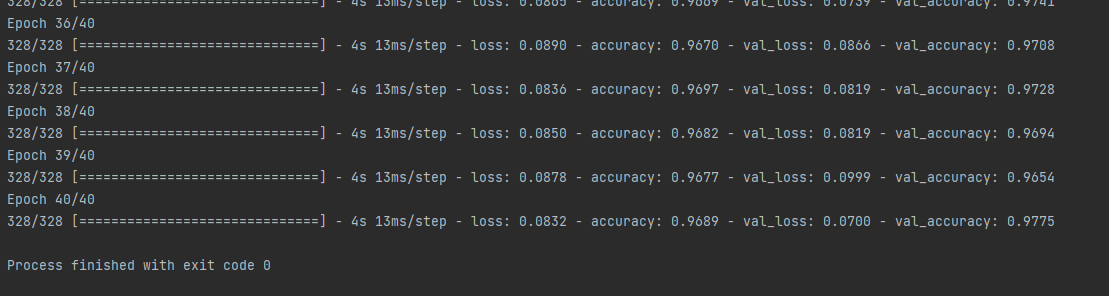 328/328 [==============================] - 4s 13ms/step - loss: 0.0865 - accuracy: 0.9689 - val_loss: 0.0739 - val_accuracy: 0.9741
Epoch 36/40
328/328 [==============================] - 4s 13ms/step - loss: 0.0890 - accuracy: 0.9670 - val_loss: 0.0866 - val_accuracy: 0.9708
Epoch 37/40
328/328 [==============================] - 4s 13ms/step - loss: 0.0836 - accuracy: 0.9697 - val_loss: 0.0819 - val_accuracy: 0.9728
Epoch 38/40
328/328 [==============================] - 4s 13ms/step - loss: 0.0850 - accuracy: 0.9682 - val_loss: 0.0819 - val_accuracy: 0.9694
Epoch 39/40
328/328 [==============================] - 4s 13ms/step - loss: 0.0878 - accuracy: 0.9677 - val_loss: 0.0999 - val_accuracy: 0.9654
Epoch 40/40
328/328 [==============================] - 4s 13ms/step - loss: 0.0832 - accuracy: 0.9689 - val_loss: 0.0700 - val_accuracy: 0.9775
Process finished with exit code 0